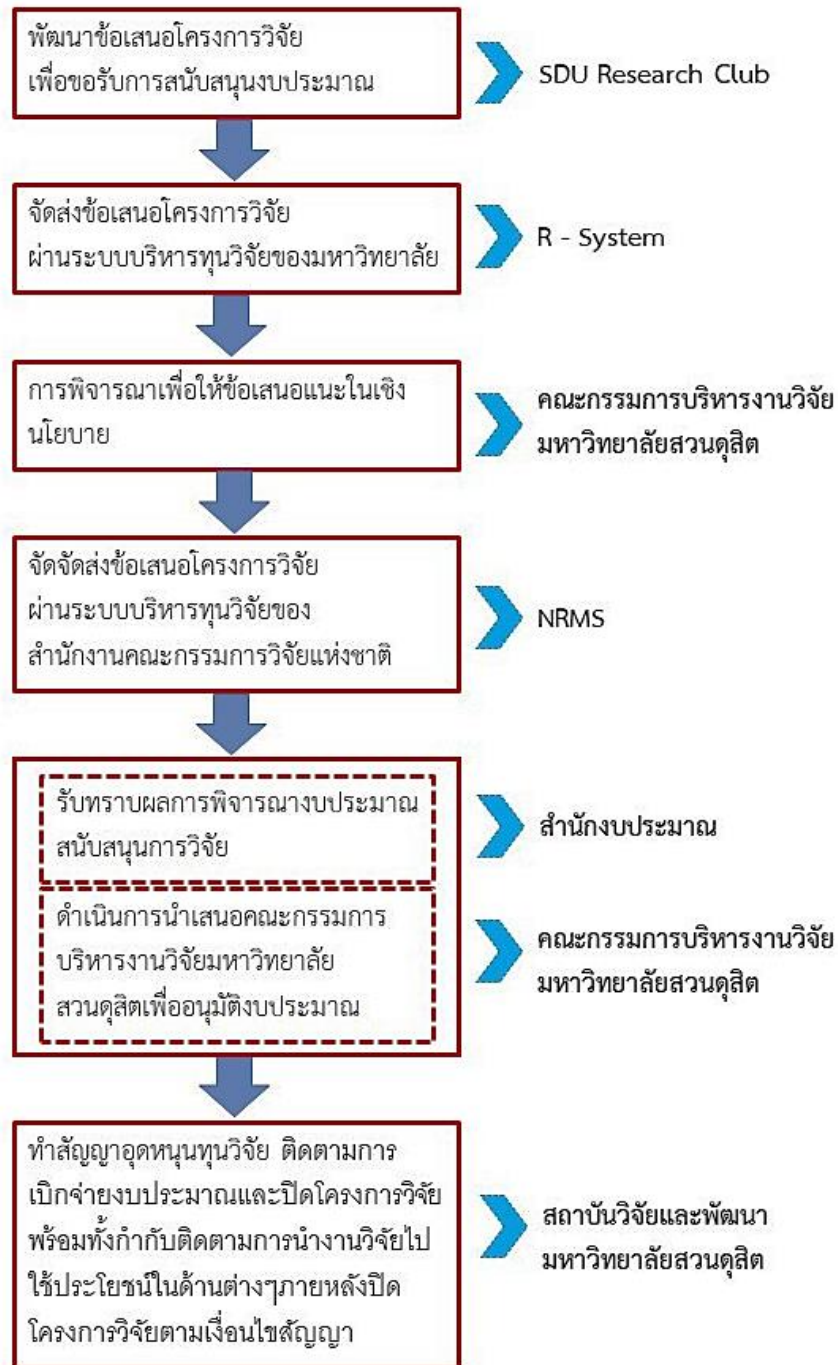 พัฒนาข้อเสนอโครงการวิจัย
เพื่อขอรับการสนับสนุนงบประมาณ
SDU Research Club
จัดส่งข้อเสนอโครงการวิจัย
ผ่านระบบบริหารทุนวิจัยของมหาวิทยาลัย
R - System
การพิจารณาเพื่อให้ข้อเสนอแนะในเชิง
นโยบาย
คณะกรรมการบริหารงานวิจัย
มหาวิทยาลัยสวนดุสิต
จัดจัดส่งข้อเสนอโครงการวิจัย
ผ่านระบบบริหารทุนวิจัยของ
สำนักงานคณะกรรมการวิจัยแห่งชาติ
NRMS
รับทราบผลการพิจารณางบประมาณ
สนับสนุนการวิจัย
สำนักงบประมาณ
ดำเนินการนำเสนอคณะกรรมการ
บริหารงานวิจัยมหาวิทยาลัย
สวนดุสิตเพื่ออนุมัติงบประมาณ
คณะกรรมการบริหารงานวิจัย
มหาวิทยาลัยสวนดุสิต
ทำสัญญาอุดหนุนทุนวิจัย ติดตามการ
เบิกจ่ายงบประมาณและปิดโครงการวิจัย
พร้อมทั้งกำกับติดตามการนำงานวิจัยไป
ใช้ประโยชน์ในด้านต่างๆภายหลังปิด
โครงการวิจัยตามเงื่อนไขสัญญา
สถาบันวิจัยและพัฒนา
มหาวิทยาลัยสวนดุสิต